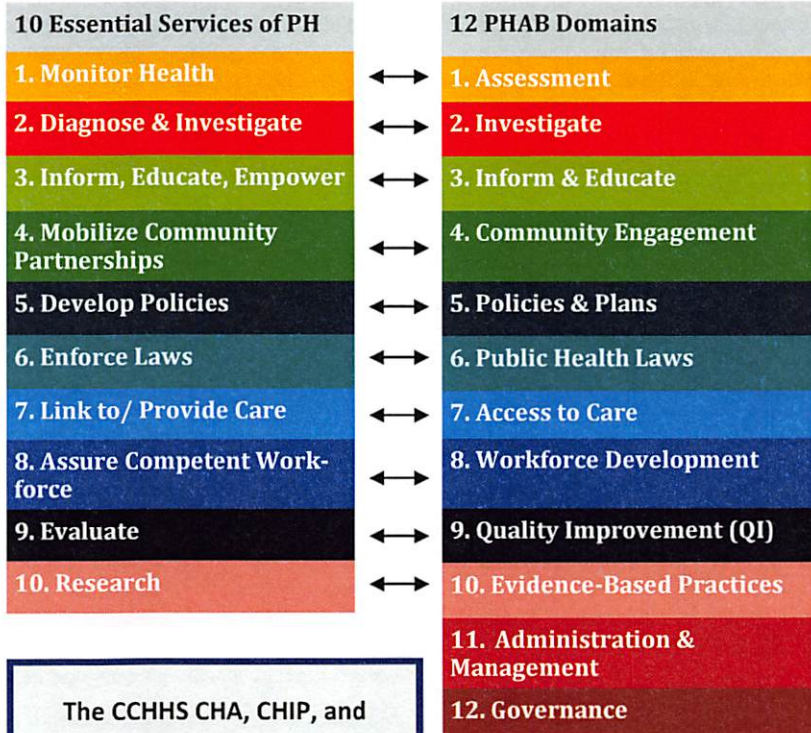 10 Essential Services of PH
1. Monitor Health
2. Diagnose & Investigate
3. Inform, Educate, Empower
4. Mobilize Community
Partnerships
5. Develop Policies
6. Enforce Laws
7. Link to/ Provide Care
8. Assure Competent Work-
force
9. Evaluate
10. Research
12 PHAB Domains
1. Assessment
2. Investigate
3. Inform & Educate
4. Community Engagement
5. Policies & Plans
6. Public Health Laws
7. Access to Care
8. Workforce Development
9. Quality Improvement (QI)
10. Evidence-Based Practices
11. Administration &
Management
12. Governance
The CCHHS CHA, CHIP, and